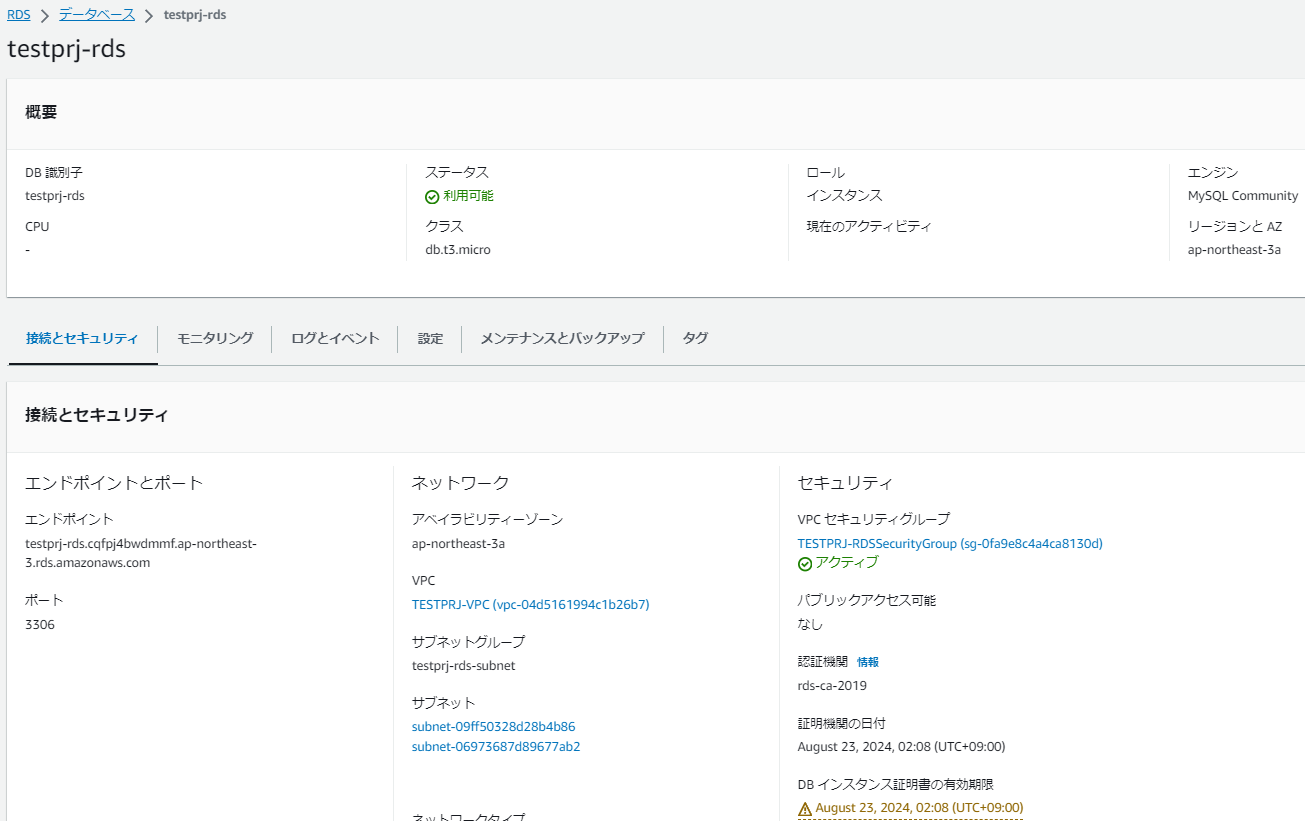 RDS > データベース > testprj-rds
testprj-rds
概要
DB 識別子
testprj-rds
CPU
-
ステータス
利用可能
クラス
db.t3.micro
ロール
インスタンス
現在のアクティビティ
エンジン
MySQL Community
リージョンと AZ
ap-northeast-3a
接続とセキュリティ
モニタリング
ログとイベント
設定
メンテナンスとバックアップ
タグ
接続とセキュリティ
エンドポイントとポート
エンドポイント
testprj-rds.cqfpj4bwdmmf.ap-northeast-
3.rds.amazonaws.com
ポート
3306
ネットワーク
アベイラビリティーゾーン
ap-northeast-3a
VPC
TESTPRJ-VPC (vpc-04d5161994c1b26b7)
サブネットグループ
testprj-rds-subnet
サブネット
subnet-09ff50328d28b4b86
subnet-06973687d89677ab2
ネットワークタイプ
セキュリティ
VPC セキュリティグループ
TESTPRJ-RDSSecurityGroup (sg-0fa9e8c4a4ca8130d)
アクティブ
パブリックアクセス可能
なし
認証機関 情報
rds-ca-2019
証明機関の日付
August 23, 2024, 02:08 (UTC+09:00)
DB インスタンス証明書の有効期限
August 23, 2024, 02:08 (UTC+09:00)